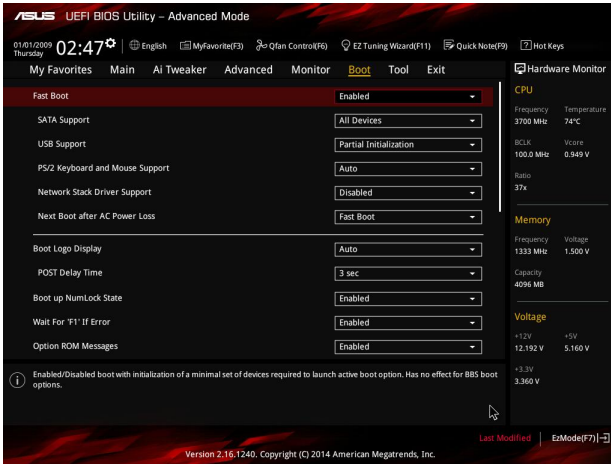 ASUS UEFI BIOS Utility – Advanced Mode
01/01/2009 Thursday 02:47 English MyFavorite(F3) Qfan Control(F6) EZ Tuning Wizard(F11) Quick Note(F9) ? Hot Keys
My Favorites Main Ai Tweaker Advanced Monitor Boot Tool Exit
Fast Boot Enabled
SATA Support All Devices
USB Support Partial Initialization
PS/2 Keyboard and Mouse Support Auto
Network Stack Driver Support Disabled
Next Boot after AC Power Loss Fast Boot
Boot Logo Display Auto
POST Delay Time 3 sec
Boot up NumLock State Enabled
Wait For 'F1' If Error Enabled
Option ROM Messages Enabled
Enabled/Disabled boot with initialization of a minimal set of devices required to launch active boot option. Has no effect for BBS boot
options.
Hardware Monitor
CPU
Frequency Temperature
3700 MHz 74°C
BCLK Vcore
100.0 MHz 0.949 V
Ratio
37x
Memory
Frequency Voltage
1333 MHz 1.500 V
Capacity
4096 MB
Voltage
+12V +5V
12.192 V 5.160 V
+3.3V
3.360 V
Last Modified EzMode(F7)
Version 2.16.1240. Copyright (C) 2014 American Megatrends, Inc.